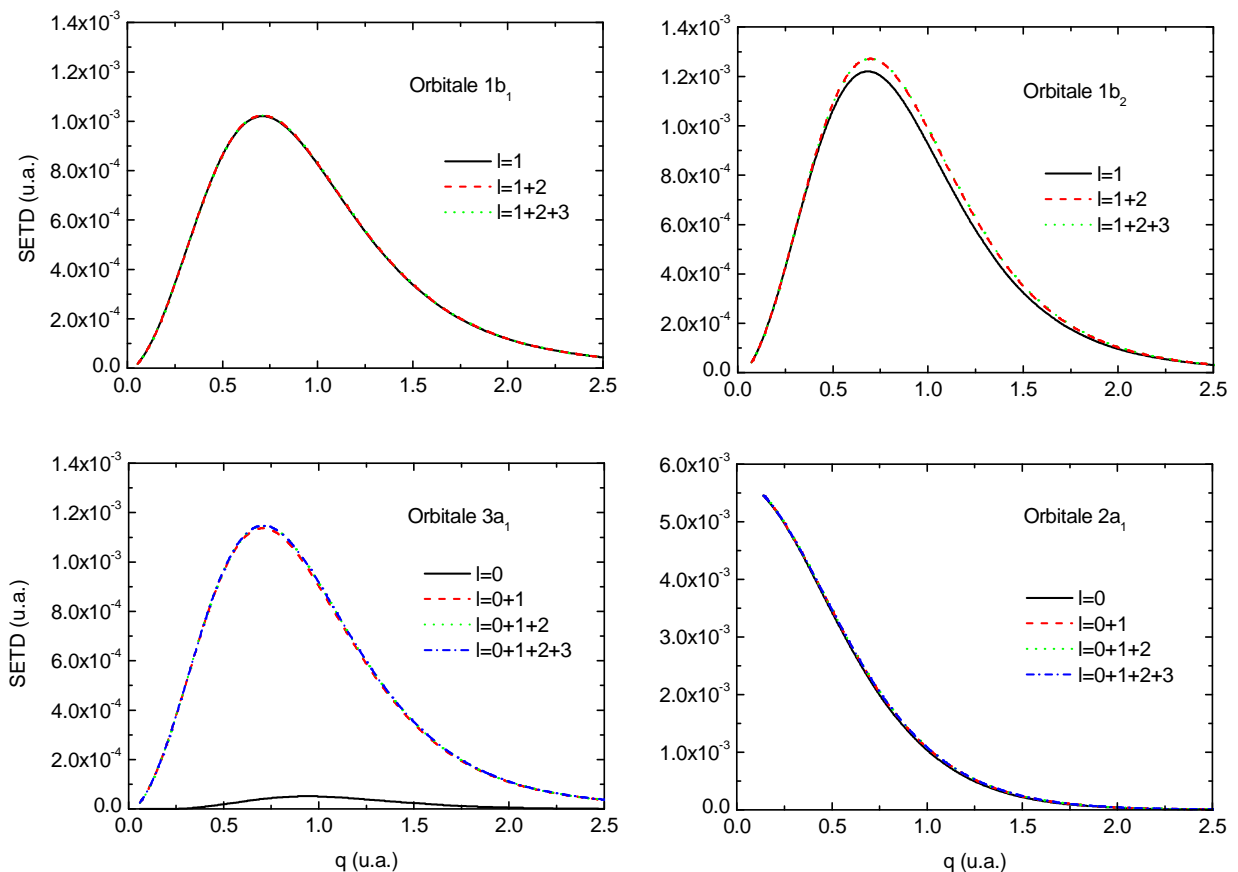 1.4x10⁻³
1.2x10⁻³
1.0x10⁻³
8.0x10⁻⁴
6.0x10⁻⁴
4.0x10⁻⁴
2.0x10⁻⁴
0.0
SETD (u.a.)
Orbitale 1b₁
l=1
l=1+2
l=1+2+3
0.0 0.5 1.0 1.5 2.0 2.5
1.4x10⁻³
1.2x10⁻³
1.0x10⁻³
8.0x10⁻⁴
6.0x10⁻⁴
4.0x10⁻⁴
2.0x10⁻⁴
0.0
Orbitale 1b₂
l=1
l=1+2
l=1+2+3
0.0 0.5 1.0 1.5 2.0 2.5
1.4x10⁻³
1.2x10⁻³
1.0x10⁻³
8.0x10⁻⁴
6.0x10⁻⁴
4.0x10⁻⁴
2.0x10⁻⁴
0.0
SETD (u.a.)
Orbitale 3a₁
l=0
l=0+1
l=0+1+2
l=0+1+2+3
0.0 0.5 1.0 1.5 2.0 2.5
q (u.a.)
6.0x10⁻³
5.0x10⁻³
4.0x10⁻³
3.0x10⁻³
2.0x10⁻³
1.0x10⁻³
0.0
Orbitale 2a₁
l=0
l=0+1
l=0+1+2
l=0+1+2+3
0.0 0.5 1.0 1.5 2.0 2.5
q (u.a.)